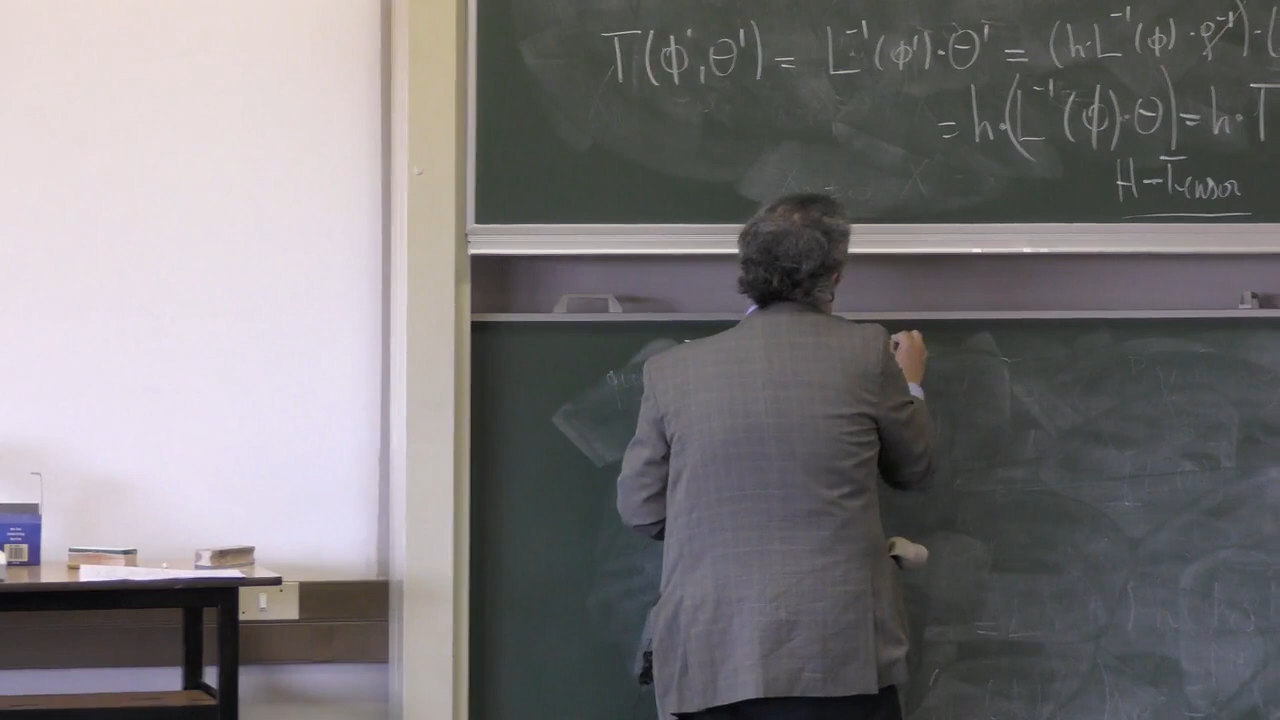 T(ϕ',θ') = L⁻¹(ϕ')·θ' = (h·L⁻¹(ϕ)·g⁻¹)·(
= h·(L⁻¹(ϕ)·θ) = h·T
H-Tensor